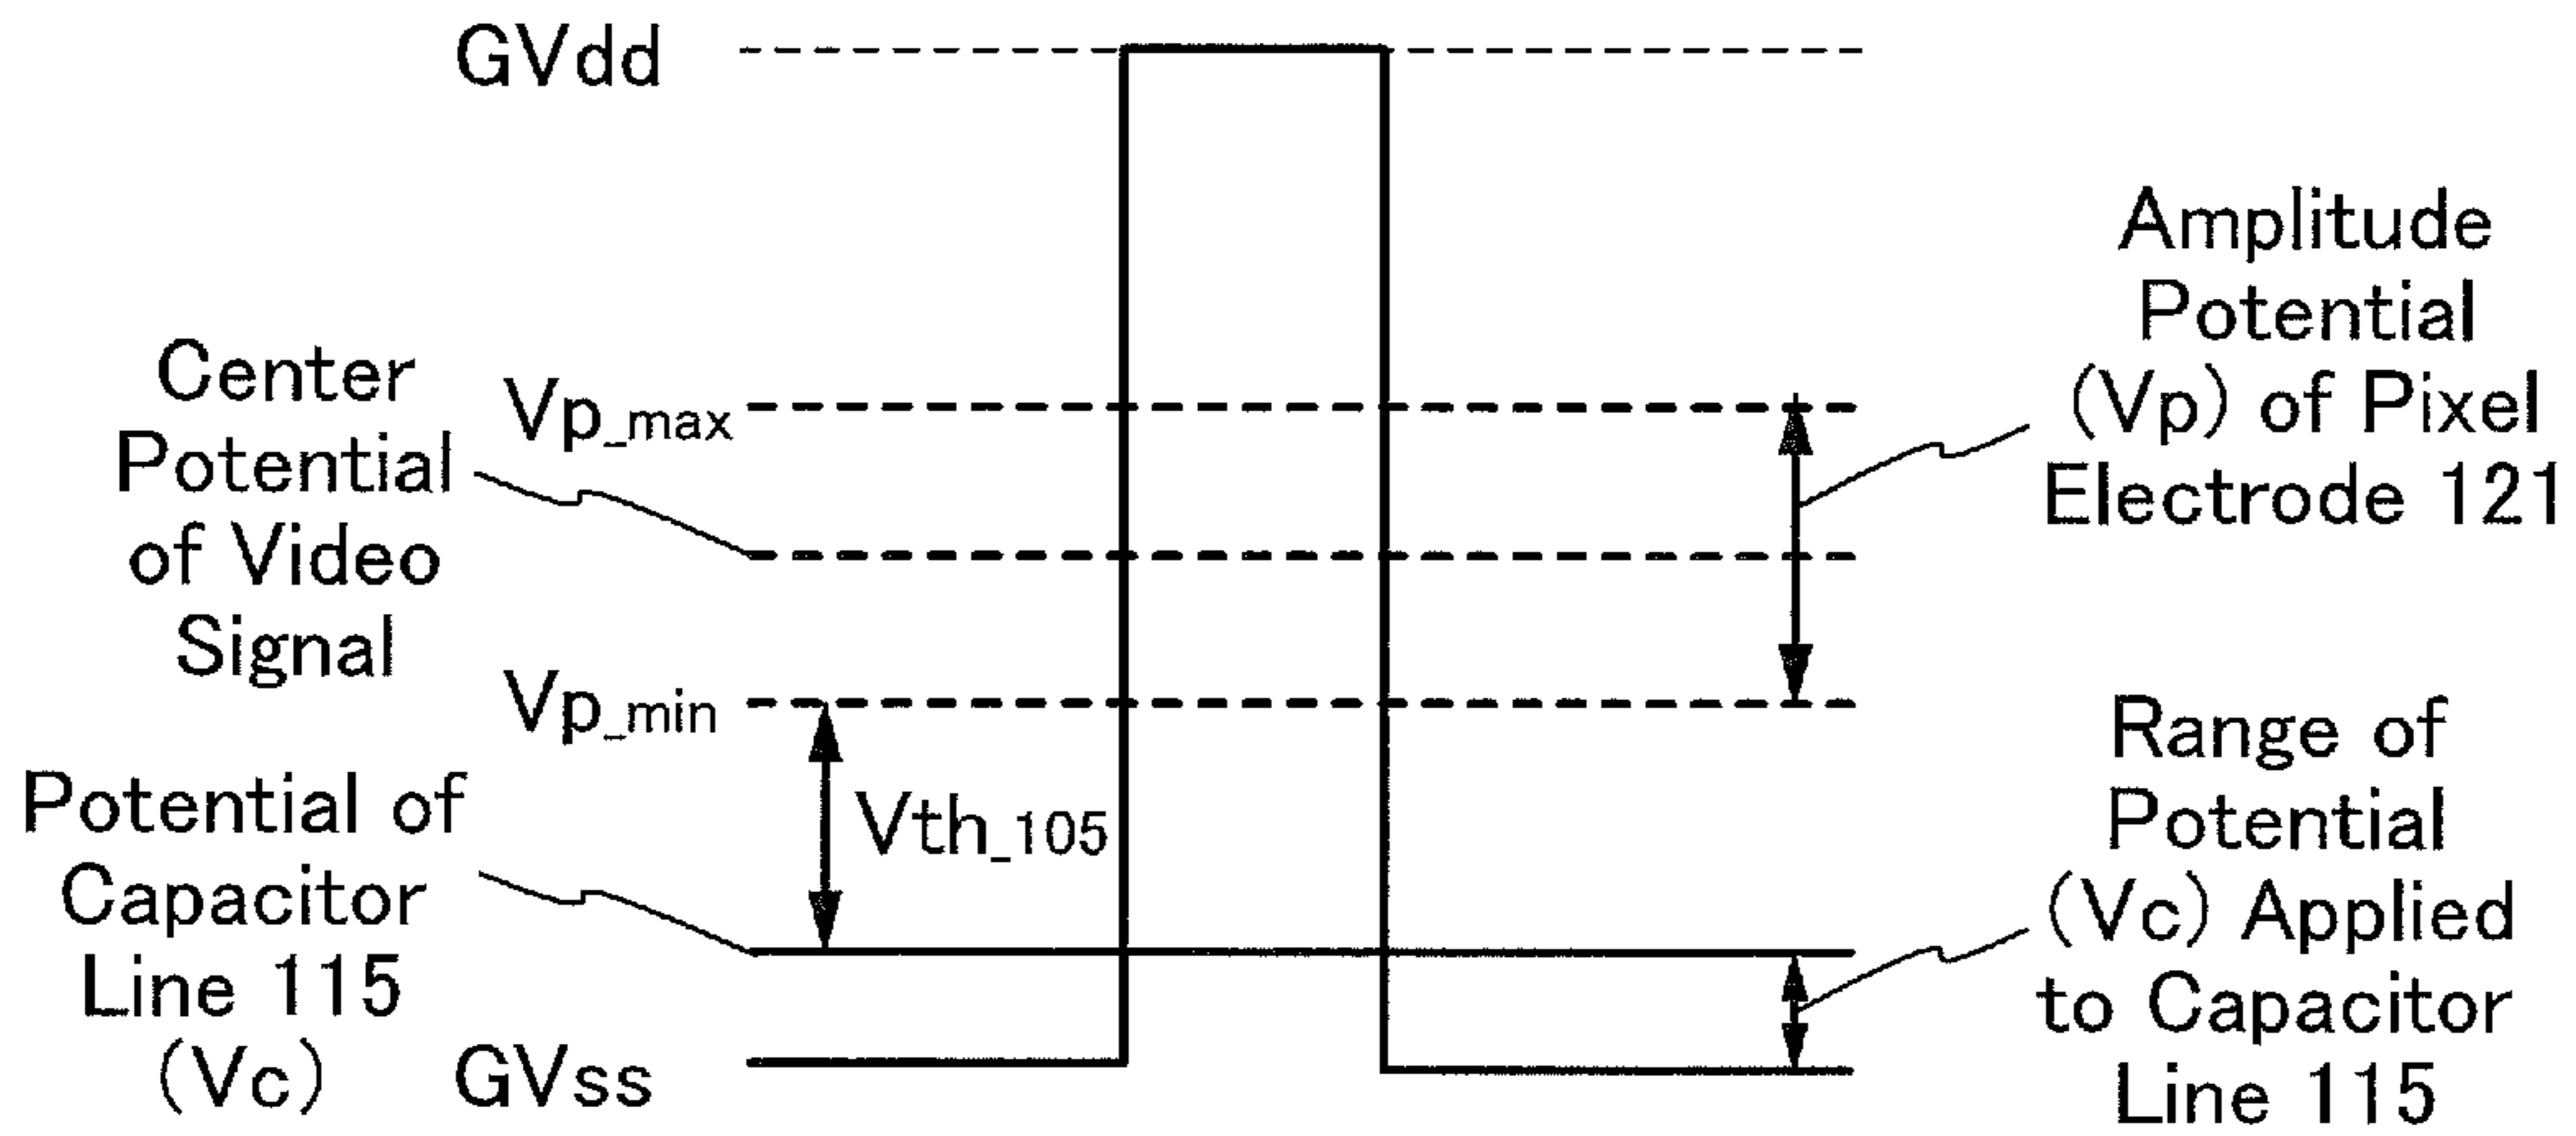 GVdd
Center
Potential
of Video
Signal
Vp_max
Amplitude
Potential
(Vp) of Pixel
Electrode 121
Vp_min
Vth_105
Potential of
Capacitor
Line 115
(Vc)
GVss
Range of
Potential
(Vc) Applied
to Capacitor
Line 115